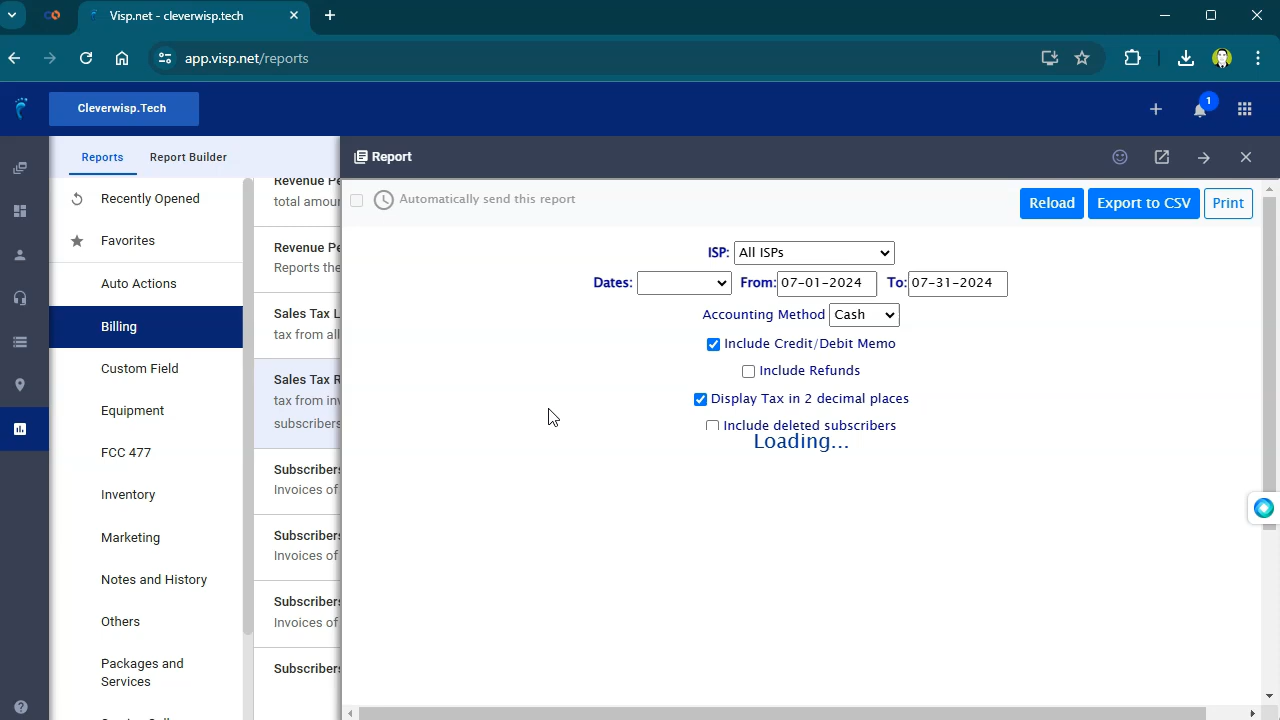 Visp.net - cleverwisp.tech
app.visp.net/reports
Cleverwisp.Tech
1
Reports
Report Builder
Report
Recently Opened
Favorites
Auto Actions
Billing
Custom Field
Equipment
FCC 477
Inventory
Marketing
Notes and History
Others
Packages and
Services
Revenue Pe
total amou
Revenue Pe
Reports the
Sales Tax L
tax from all
Sales Tax R
tax from inv
subscribers
Subscribers
Invoices of
Subscribers
Invoices of
Subscribers
Invoices of
Subscribers
Automatically send this report
Reload
Export to CSV
Print
ISP: All ISPs
Dates: From: 07-01-2024 To: 07-31-2024
Accounting Method Cash
Include Credit/Debit Memo
Include Refunds
Display Tax in 2 decimal places
Include deleted subscribers
Loading...